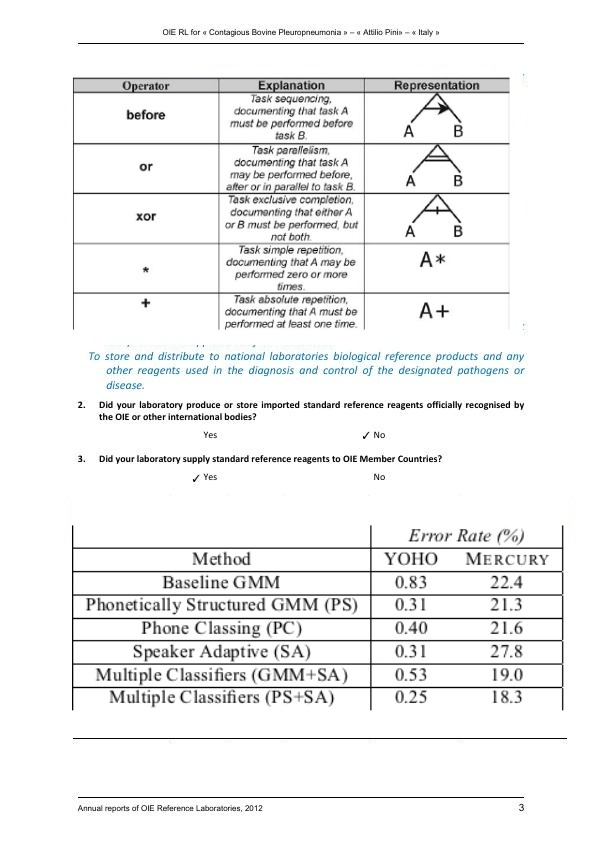 OIE RL for « Contagious Bovine Pleuropneumonia » – « Attilio Pini» – « Italy »
Operator Explanation Representation
before
Task sequencing,
documenting that task A
must be performed before
task B.
A B
or
Task parallelism,
documenting that task A
may be performed before,
after or in parallel to task B.
A B
xor
Task exclusive completion,
documenting that either A
or B must be performed, but
not both.
A B
*
Task simple repetition,
documenting that A may be
performed zero or more
times.
A*
+
Task absolute repetition,
documenting that A must be
performed at least one time.
A+
To store and distribute to national laboratories biological reference products and any
other reagents used in the diagnosis and control of the designated pathogens or
disease.
2. Did your laboratory produce or store imported standard reference reagents officially recognised by
the OIE or other international bodies?
Yes ✓ No
3. Did your laboratory supply standard reference reagents to OIE Member Countries?
✓ Yes No
Error Rate (%)
Method YOHO MERCURY
Baseline GMM 0.83 22.4
Phonetically Structured GMM (PS) 0.31 21.3
Phone Classing (PC) 0.40 21.6
Speaker Adaptive (SA) 0.31 27.8
Multiple Classifiers (GMM+SA) 0.53 19.0
Multiple Classifiers (PS+SA) 0.25 18.3
Annual reports of OIE Reference Laboratories, 2012 3